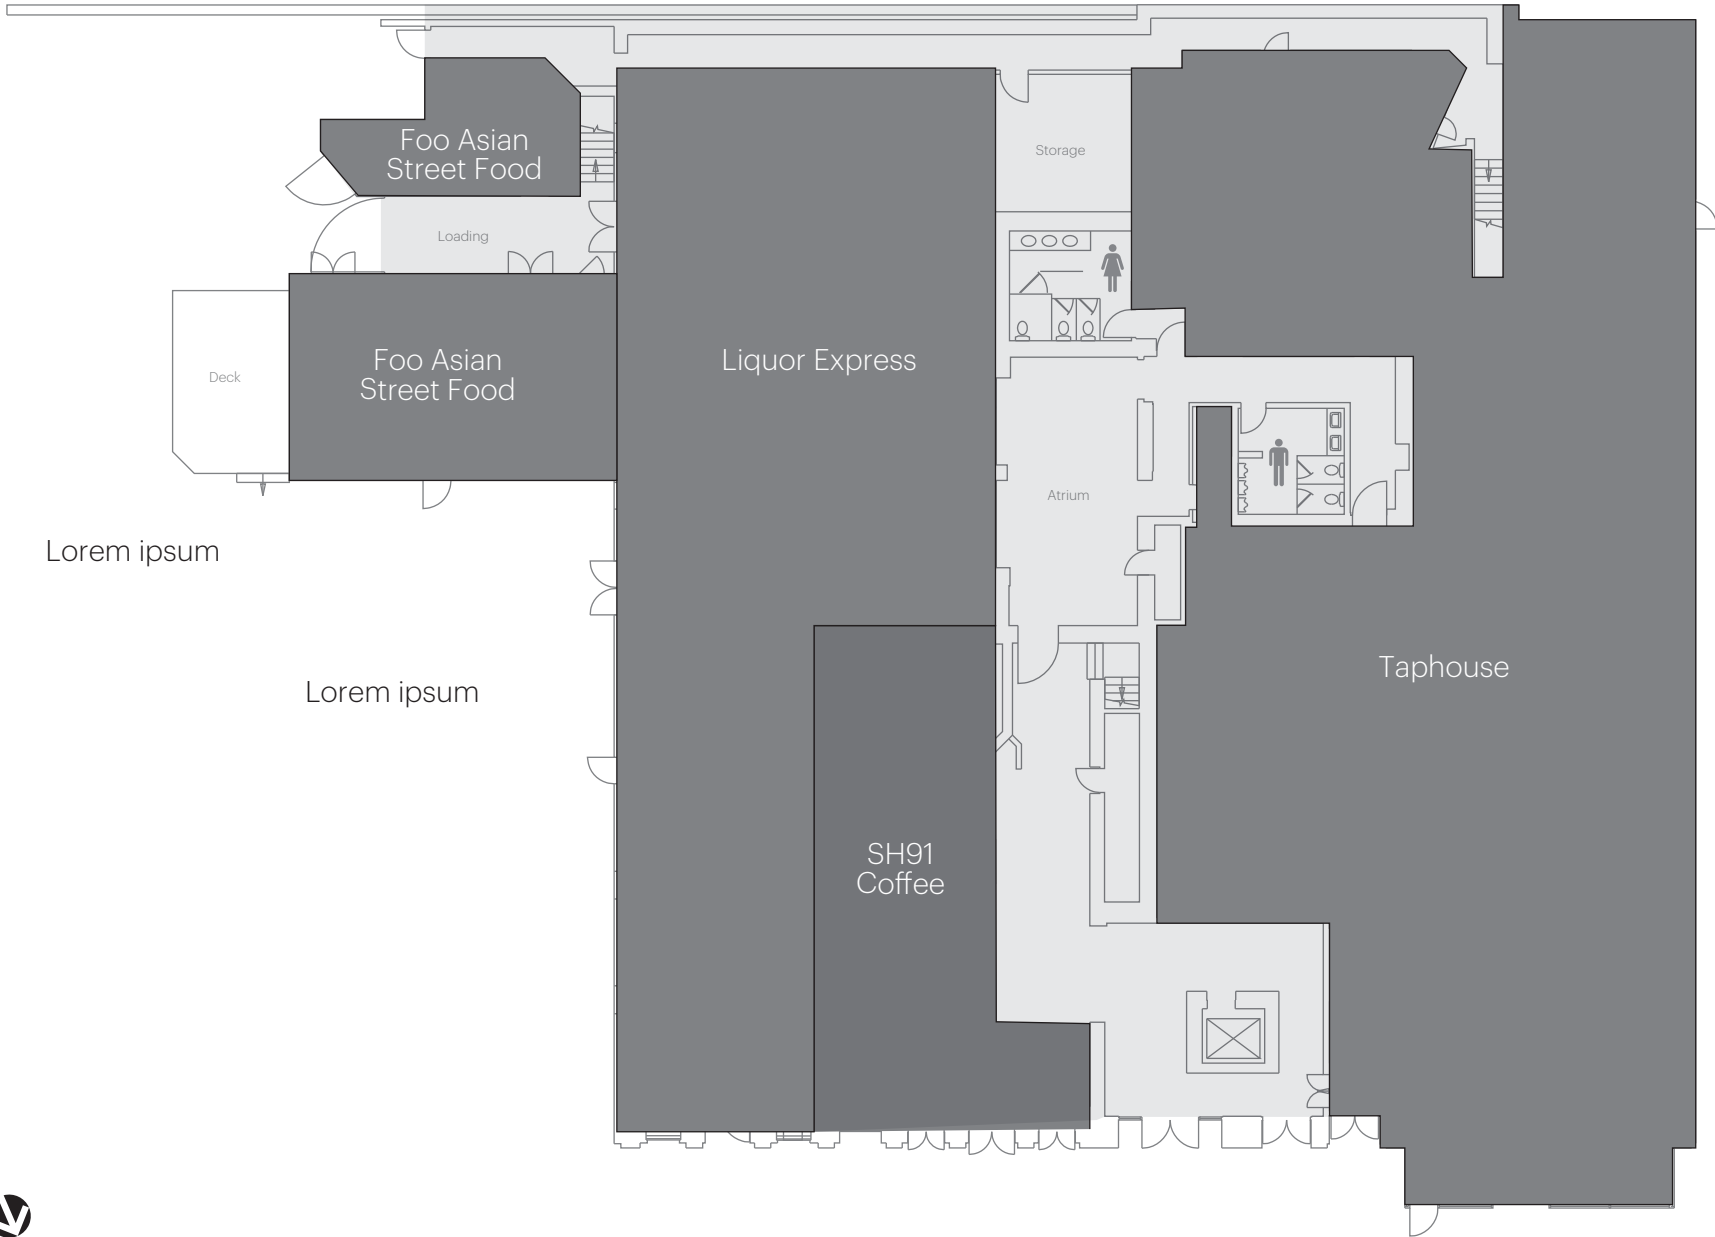 Foo Asian
Street Food
Storage
Loading
Foo Asian
Street Food
Deck
Liquor Express
Atrium
Lorem ipsum
Taphouse
Lorem ipsum
SH91
Coffee